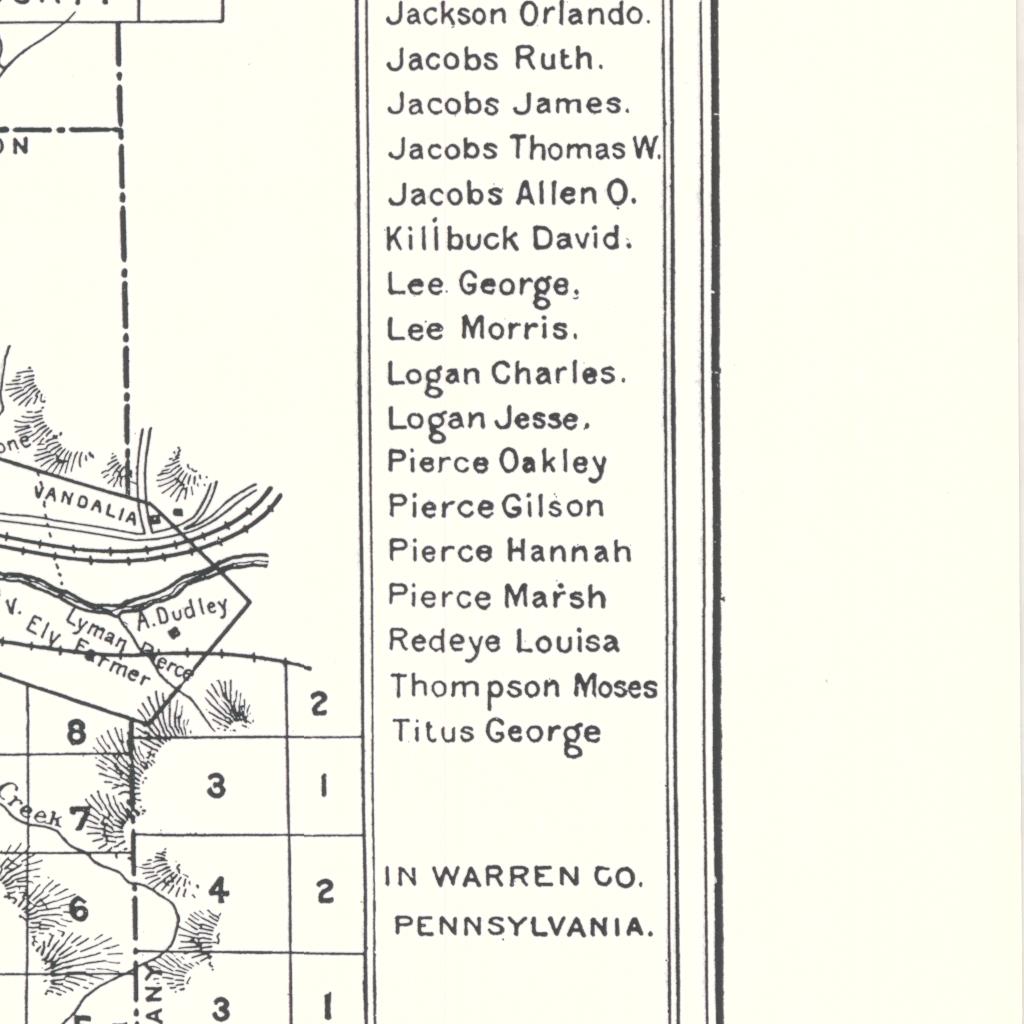 ON
one
VANDALIA
V.
Elv. Farmer
Lyman Pierce
A. Dudley
8
2
3
1
Creek
7
6
4
2
3
1
ANY
Jackson Orlando.
Jacobs Ruth.
Jacobs James.
Jacobs Thomas W.
Jacobs Allen O.
Killbuck David.
Lee George.
Lee Morris.
Logan Charles.
Logan Jesse.
Pierce Oakley
Pierce Gilson
Pierce Hannah
Pierce Marsh
Redeye Louisa
Thompson Moses
Titus George
IN WARREN CO.
PENNSYLVANIA.